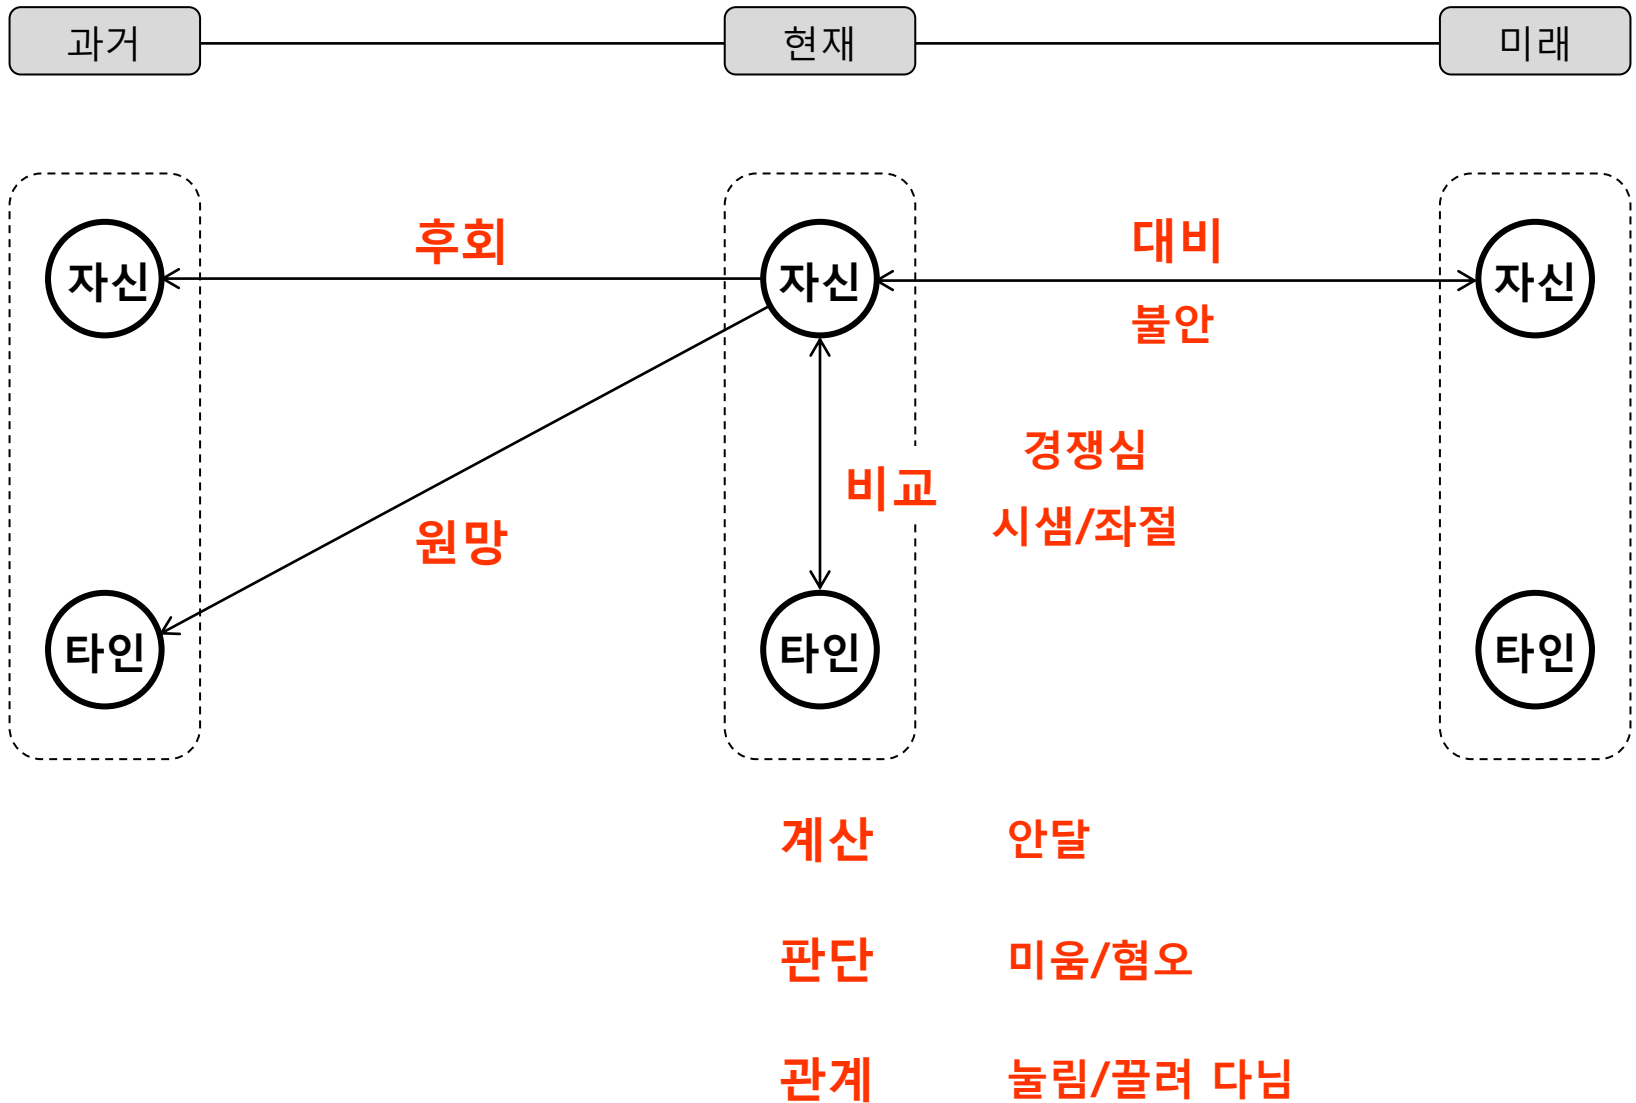 과거 현재 미래
후회 대비
자신 자신 자신
불안
경쟁심
비교
시샘/좌절
원망
타인 타인 타인
계산 안달
판단 미움/혐오
관계 눌림/끌려 다님